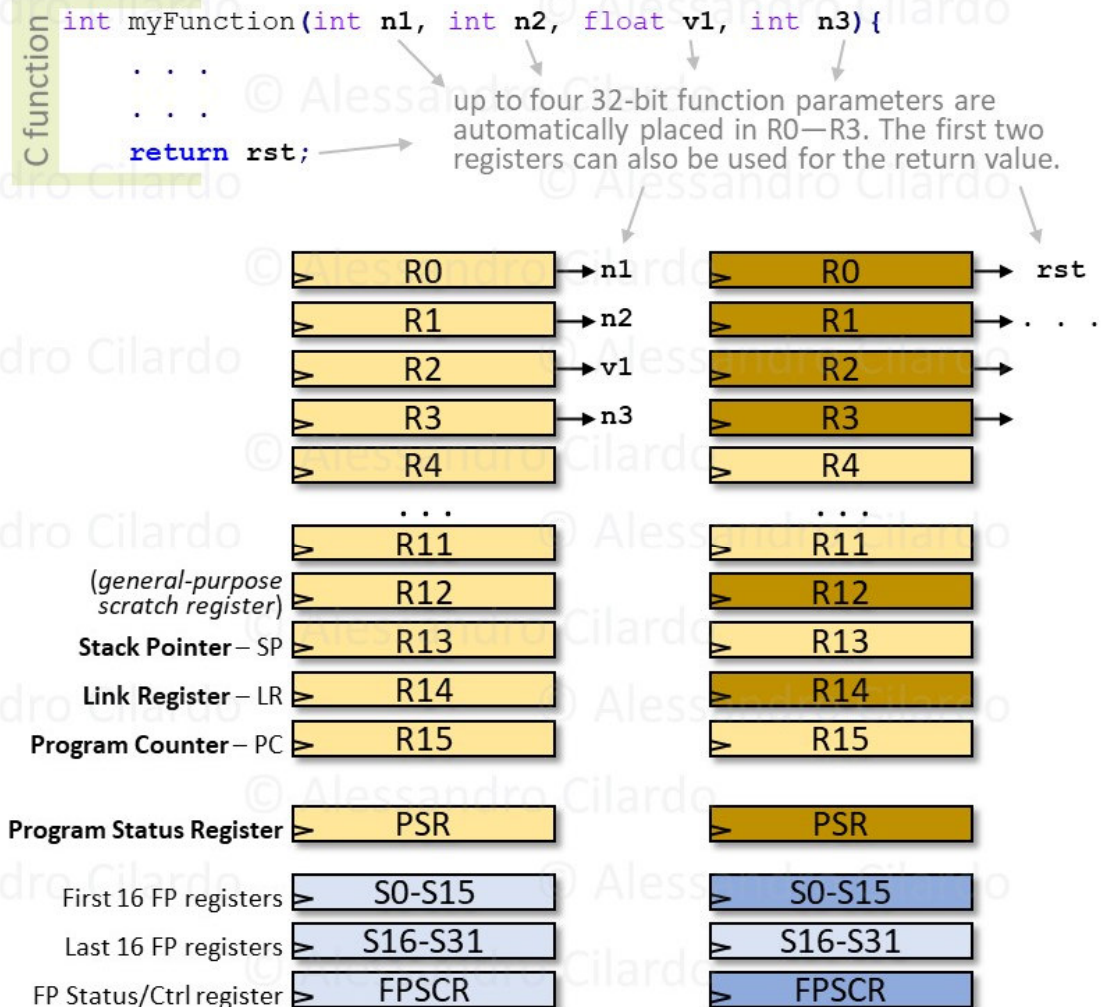 C function
int myFunction(int n1, int n2, float v1, int n3){
. . .
. . .
return rst;
up to four 32-bit function parameters are
automatically placed in R0—R3. The first two
registers can also be used for the return value.
R0 n1 R0 rst
R1 n2 R1 . . .
R2 v1 R2
R3 n3 R3
R4 R4
. . . . . .
R11 R11
(general-purpose
scratch register) R12 R12
Stack Pointer – SP R13 R13
Link Register – LR R14 R14
Program Counter – PC R15 R15
Program Status Register PSR PSR
First 16 FP registers S0-S15 S0-S15
Last 16 FP registers S16-S31 S16-S31
FP Status/Ctrl register FPSCR FPSCR
© Alessandro Cilardo